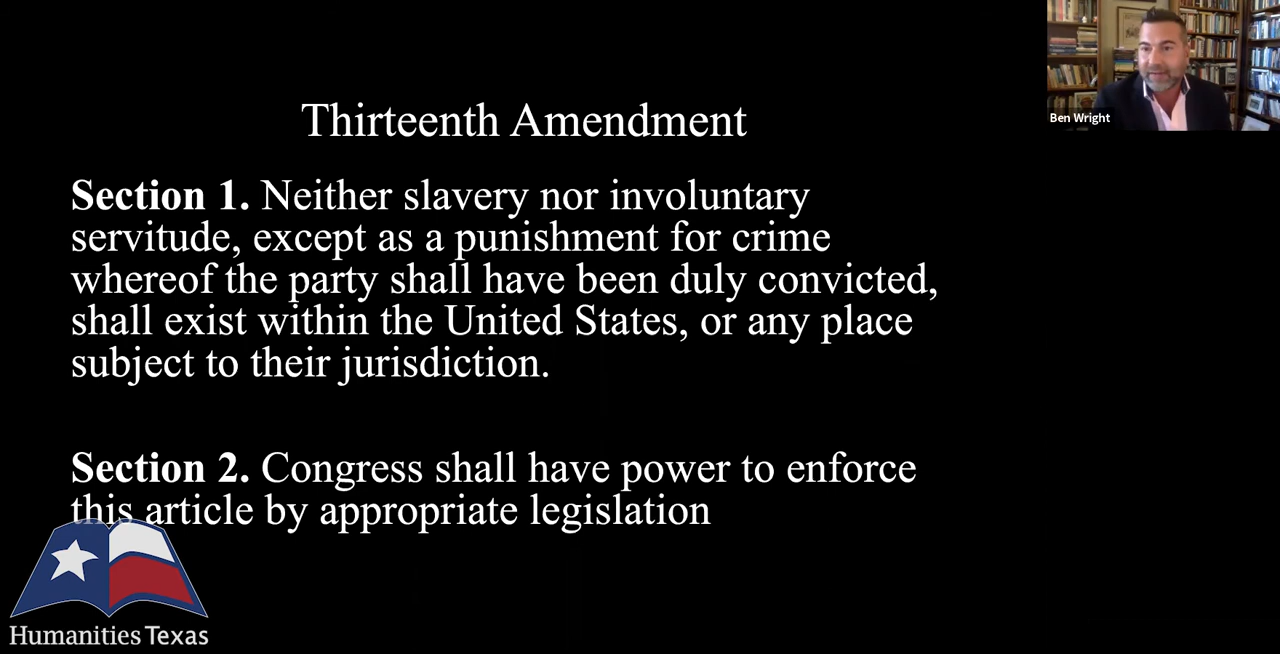 Thirteenth Amendment
Section 1. Neither slavery nor involuntary
servitude, except as a punishment for crime
whereof the party shall have been duly convicted,
shall exist within the United States, or any place
subject to their jurisdiction.
Section 2. Congress shall have power to enforce
this article by appropriate legislation
Humanities Texas
Ben Wright